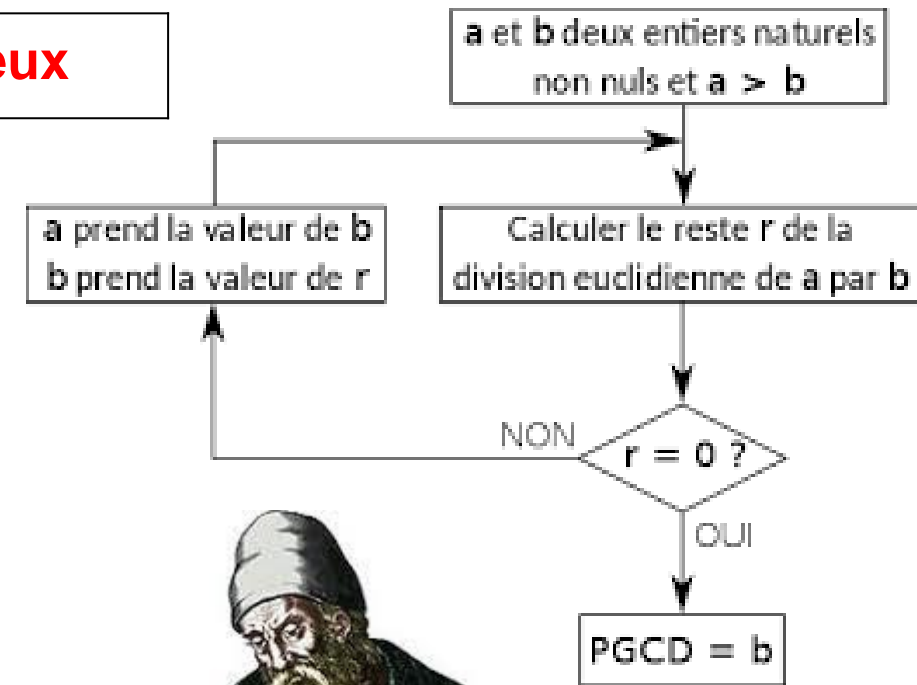 eux
a et b deux entiers naturels
non nuls et a > b
a prend la valeur de b
b prend la valeur de r
Calculer le reste r de la
division euclidienne de a par b
NON
r = 0 ?
OUI
PGCD = b